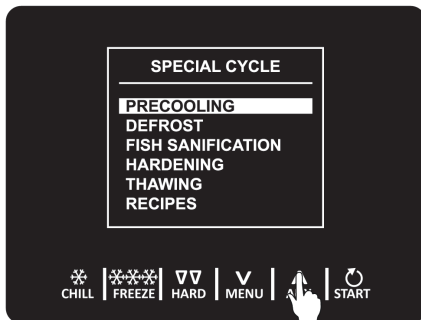 SPECIAL CYCLE
PRECOOLING
DEFROST
FISH SANIFICATION
HARDENING
THAWING
RECIPES
CHILL FREEZE HARD MENU START